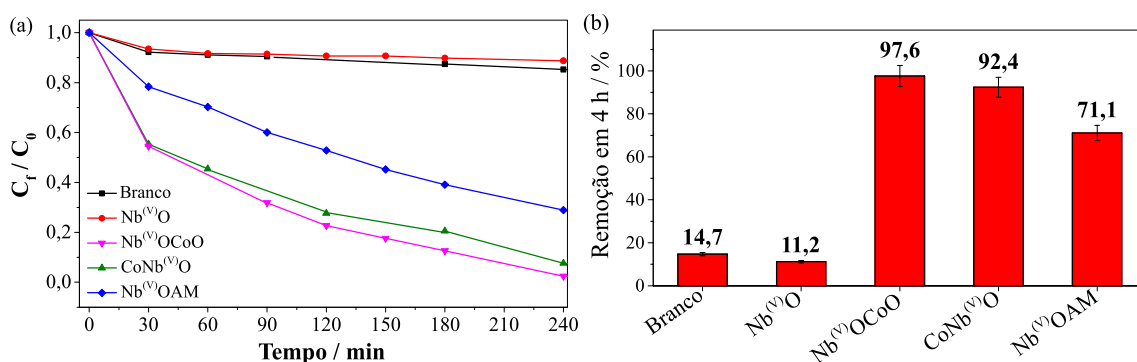 (a)
1,0
0,8
0,6
0,4
0,2
0,0
C_f / C_0
Branco
Nb^(V)O
Nb^(V)OCoO
CoNb^(V)O
Nb^(V)OAM
0 30 60 90 120 150 180 210 240
Tempo / min
(b)
100
80
60
40
20
0
Remoção em 4 h / %
14,7
11,2
97,6
92,4
71,1
Branco
Nb^(V)O
Nb^(V)OCoO
CoNb^(V)O
Nb^(V)OAM